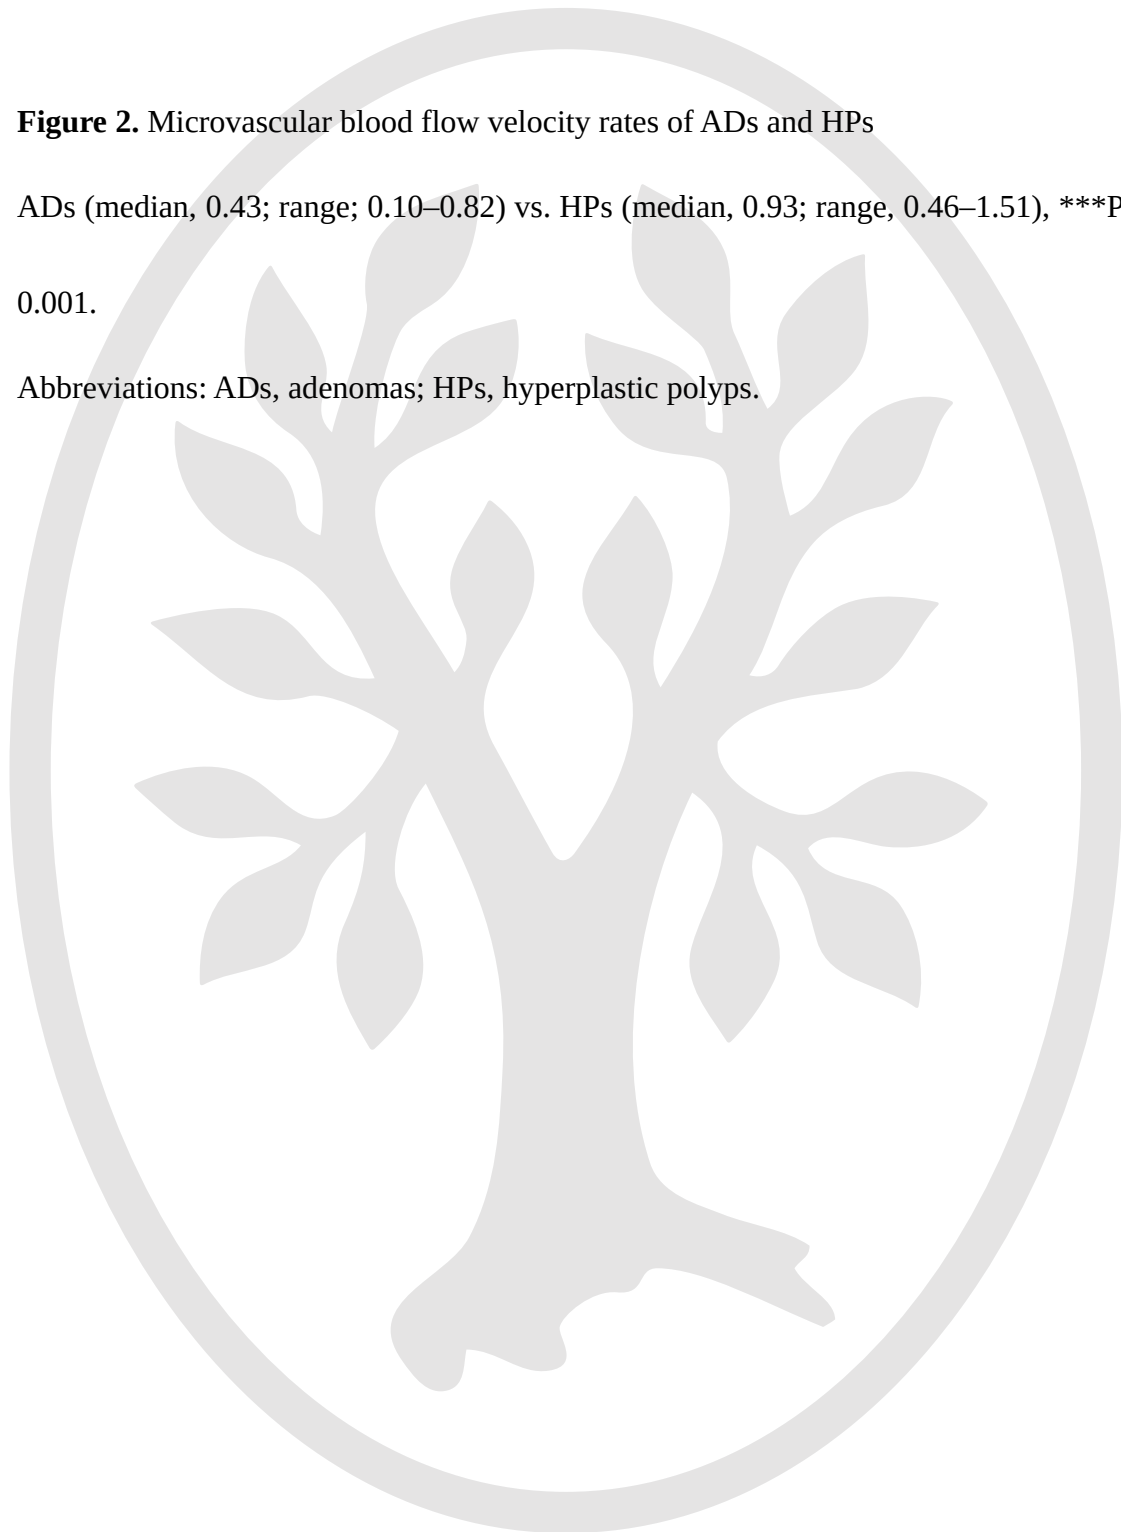 Figure 2. Microvascular blood flow velocity rates of ADs and HPs
ADs (median, 0.43; range; 0.10–0.82) vs. HPs (median, 0.93; range, 0.46–1.51), ***P
0.001.
Abbreviations: ADs, adenomas; HPs, hyperplastic polyps.